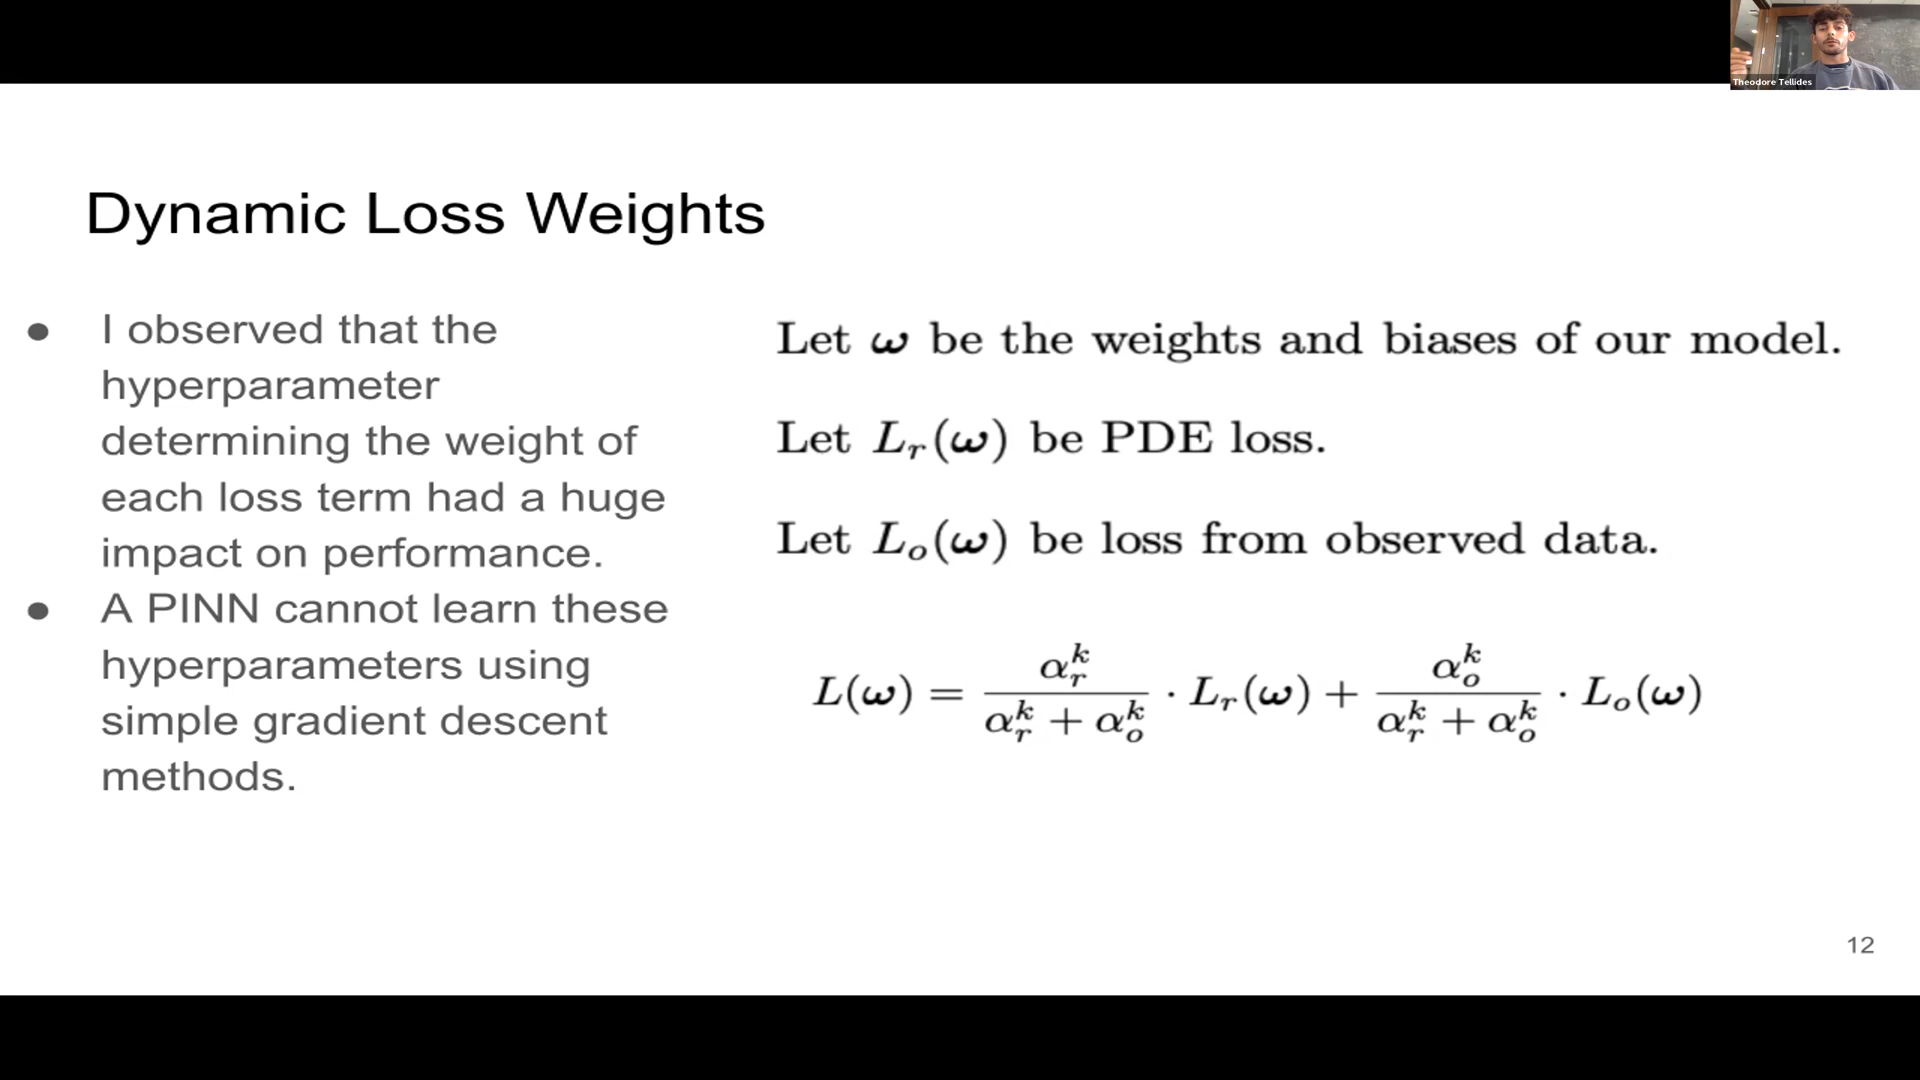 Theodore Tellides
Dynamic Loss Weights
● I observed that the
hyperparameter
determining the weight of
each loss term had a huge
impact on performance.
● A PINN cannot learn these
hyperparameters using
simple gradient descent
methods.
Let ω be the weights and biases of our model.
Let L_r(ω) be PDE loss.
Let L_o(ω) be loss from observed data.
L(ω) = α_r^k / (α_r^k + α_o^k) · L_r(ω) + α_o^k / (α_r^k + α_o^k) · L_o(ω)
12